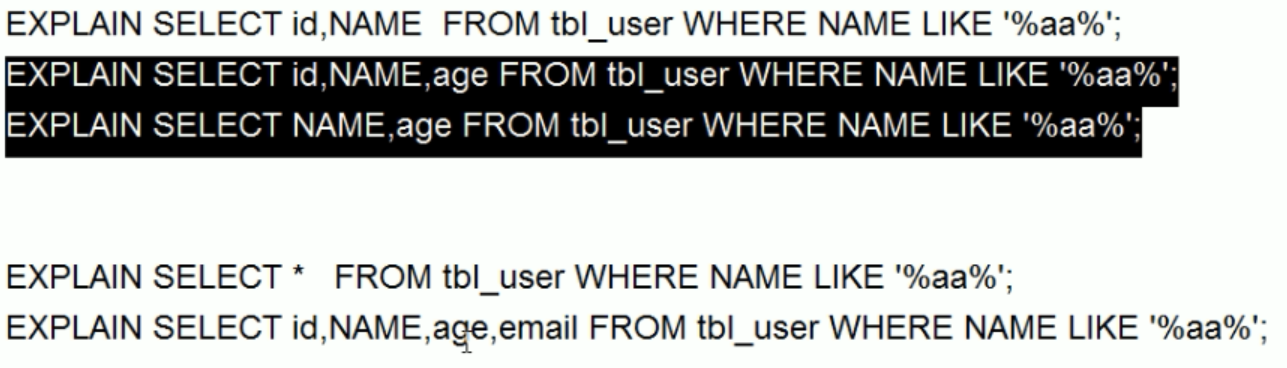 EXPLAIN SELECT id,NAME  FROM tbl_user WHERE NAME LIKE '%aa%';
EXPLAIN SELECT id,NAME,age FROM tbl_user WHERE NAME LIKE '%aa%';
EXPLAIN SELECT NAME,age FROM tbl_user WHERE NAME LIKE '%aa%';
EXPLAIN SELECT *   FROM tbl_user WHERE NAME LIKE '%aa%';
EXPLAIN SELECT id,NAME,age,email FROM tbl_user WHERE NAME LIKE '%aa%';